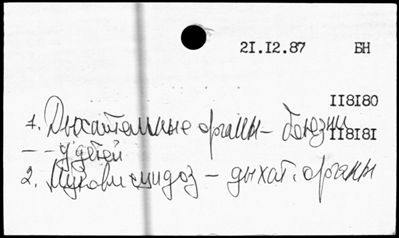 21.12.87 БН
118180
1. Дыхательные органы - болезни
118181
-- у детей
2. Муковисцидоз - дыхат. органы